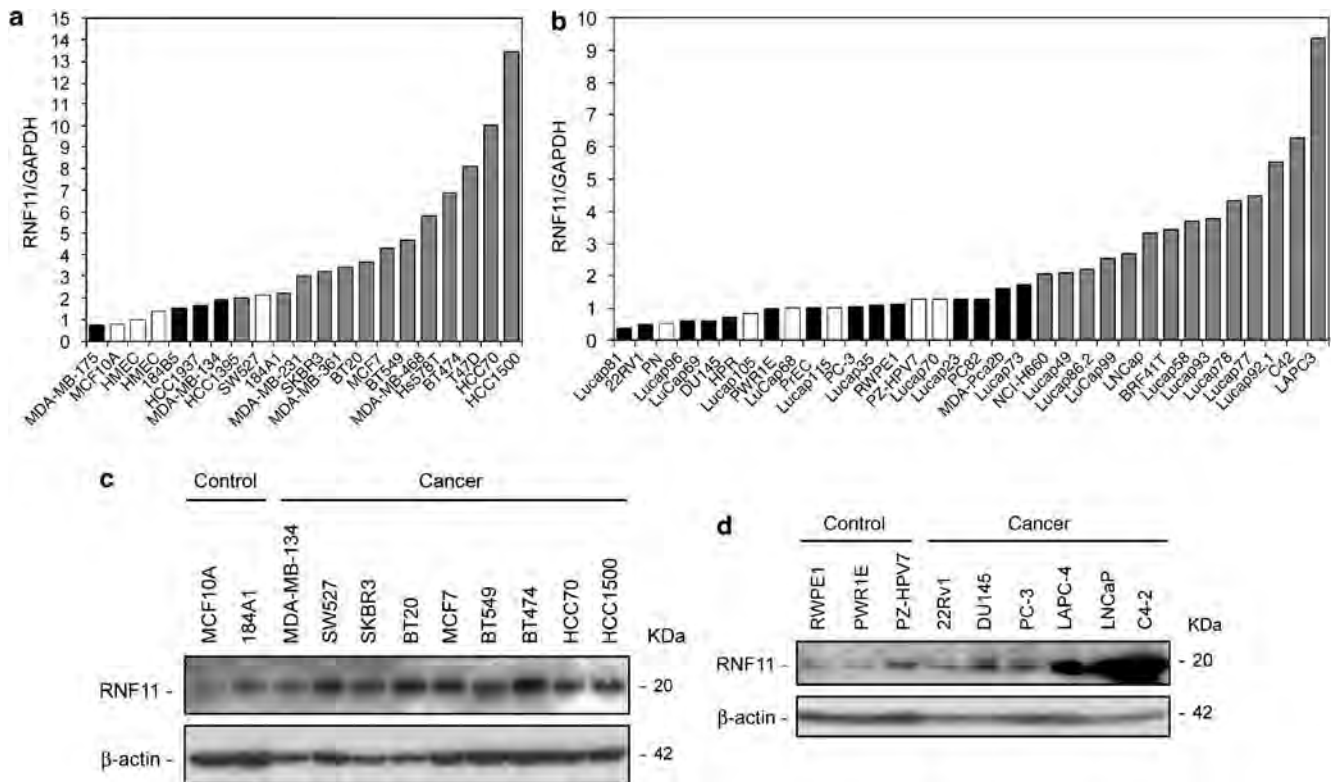 a
RNF11/GAPDH
15
14
13
12
11
10
9
8
7
6
5
4
3
2
1
0
MDA-MB-175
MCF10A
HMEC
HMEC
184B5
HCC1937
MDA-MB-134
HCC1395
SW527
184A1
MDA-MB-231
SKBR3
MDA-MB-361
BT20
MCF7
BT549
MDA-MB-468
HS578T
BT474
T47D
HCC70
HCC1500
b
RNF11/GAPDH
10
9
8
7
6
5
4
3
2
1
0
Lucap81
22RV1
PN
Lucap96
Lucap69
DU145
HPR
Lucap105
PWR1E
Lucap88
PrEC
Lucap115
PC-3
Lucap35
RWPE1
PZ-HPV7
Lucap70
Lucap23
PC82
MDA-Pca2b
Lucap73
NCI-H660
Lucap49
Lucap86.2
Lucap99
LNCap
BRF41T
Lucap58
Lucap93
Lucap78
Lucap77
Lucap92.1
C42
LAPC3
c
Control
Cancer
MCF10A
184A1
MDA-MB-134
SW527
SKBR3
BT20
MCF7
BT549
BT474
HCC70
HCC1500
KDa
RNF11 -
- 20
β-actin -
- 42
d
Control
Cancer
RWPE1
PWR1E
PZ-HPV7
22Rv1
DU145
PC-3
LAPC-4
LNCaP
C4-2
KDa
RNF11 -
- 20
β-actin -
- 42